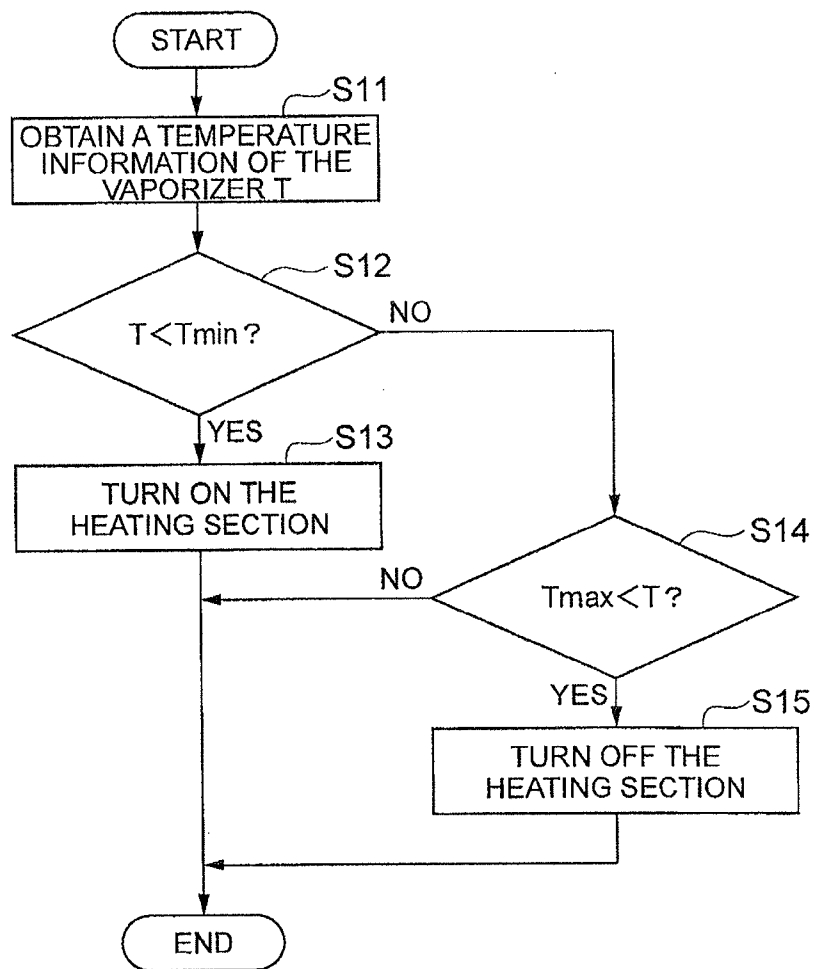 START
S11
OBTAIN A TEMPERATURE
INFORMATION OF THE
VAPORIZER T
S12
T<Tmin?
NO
YES
S13
TURN ON THE
HEATING SECTION
S14
Tmax<T?
NO
YES
S15
TURN OFF THE
HEATING SECTION
END